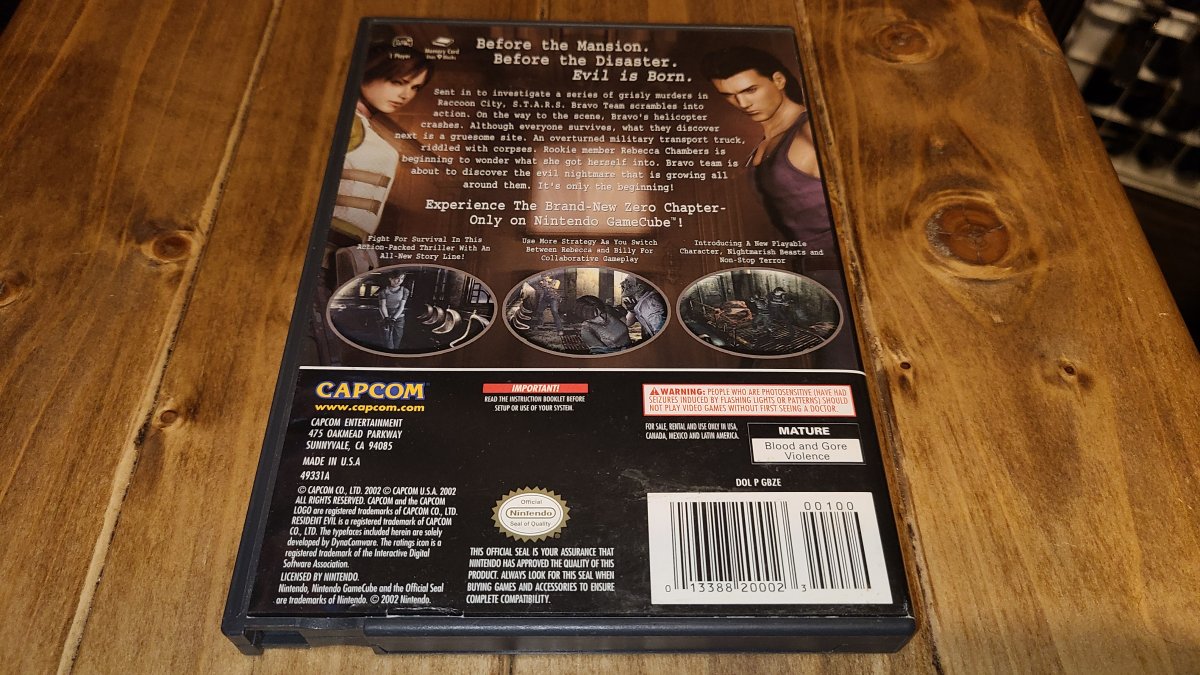 1 Player
Memory Card
Before the Mansion.
Before the Disaster.
Evil is Born.
Sent in to investigate a series of grisly murders in
Raccoon City, S.T.A.R.S. Bravo Team scrambles into
action. On the way to the scene, Bravo's helicopter
crashes. Although everyone survives, what they discover
next is a gruesome site. An overturned military transport truck,
riddled with corpses. Rookie member Rebecca Chambers is
beginning to wonder what she got herself into. Bravo team is
about to discover the evil nightmare that is growing all
around them. It's only the beginning!
Experience The Brand-New Zero Chapter-
Only on Nintendo GameCube™!
Fight For Survival In This
Action-Packed Thriller With An
All-New Story Line!
Use More Strategy As You Switch
Between Rebecca and Billy For
Collaborative Gameplay
Introducing A New Playable
Character, Nightmarish Beasts and
Non-Stop Terror
CAPCOM
www.capcom.com
CAPCOM ENTERTAINMENT
475 OAKMEAD PARKWAY
SUNNYVALE, CA 94085
MADE IN U.S.A
49331A
© CAPCOM CO., LTD. 2002 © CAPCOM U.S.A. 2002
ALL RIGHTS RESERVED. CAPCOM and the CAPCOM
LOGO are registered trademarks of CAPCOM CO., LTD.
RESIDENT EVIL is a registered trademark of CAPCOM
CO., LTD. The typefaces included herein are solely
developed by DynaComware. The ratings icon is a
registered trademark of the Interactive Digital
Software Association.
LICENSED BY NINTENDO.
Nintendo, Nintendo GameCube and the Official Seal
are trademarks of Nintendo. © 2002 Nintendo.
IMPORTANT!
READ THE INSTRUCTION BOOKLET BEFORE
SETUP OR USE OF YOUR SYSTEM.
Official
Nintendo
Seal of Quality
THIS OFFICIAL SEAL IS YOUR ASSURANCE THAT
NINTENDO HAS APPROVED THE QUALITY OF THIS
PRODUCT. ALWAYS LOOK FOR THIS SEAL WHEN
BUYING GAMES AND ACCESSORIES TO ENSURE
COMPLETE COMPATIBILITY.
WARNING: PEOPLE WHO ARE PHOTOSENSITIVE (HAVE HAD
SEIZURES INDUCED BY FLASHING LIGHTS OR PATTERNS) SHOULD
NOT PLAY VIDEO GAMES WITHOUT FIRST SEEING A DOCTOR.
FOR SALE, RENTAL AND USE ONLY IN USA,
CANADA, MEXICO AND LATIN AMERICA.
MATURE
Blood and Gore
Violence
DOL P GBZE
00100
0 13388 20002 3